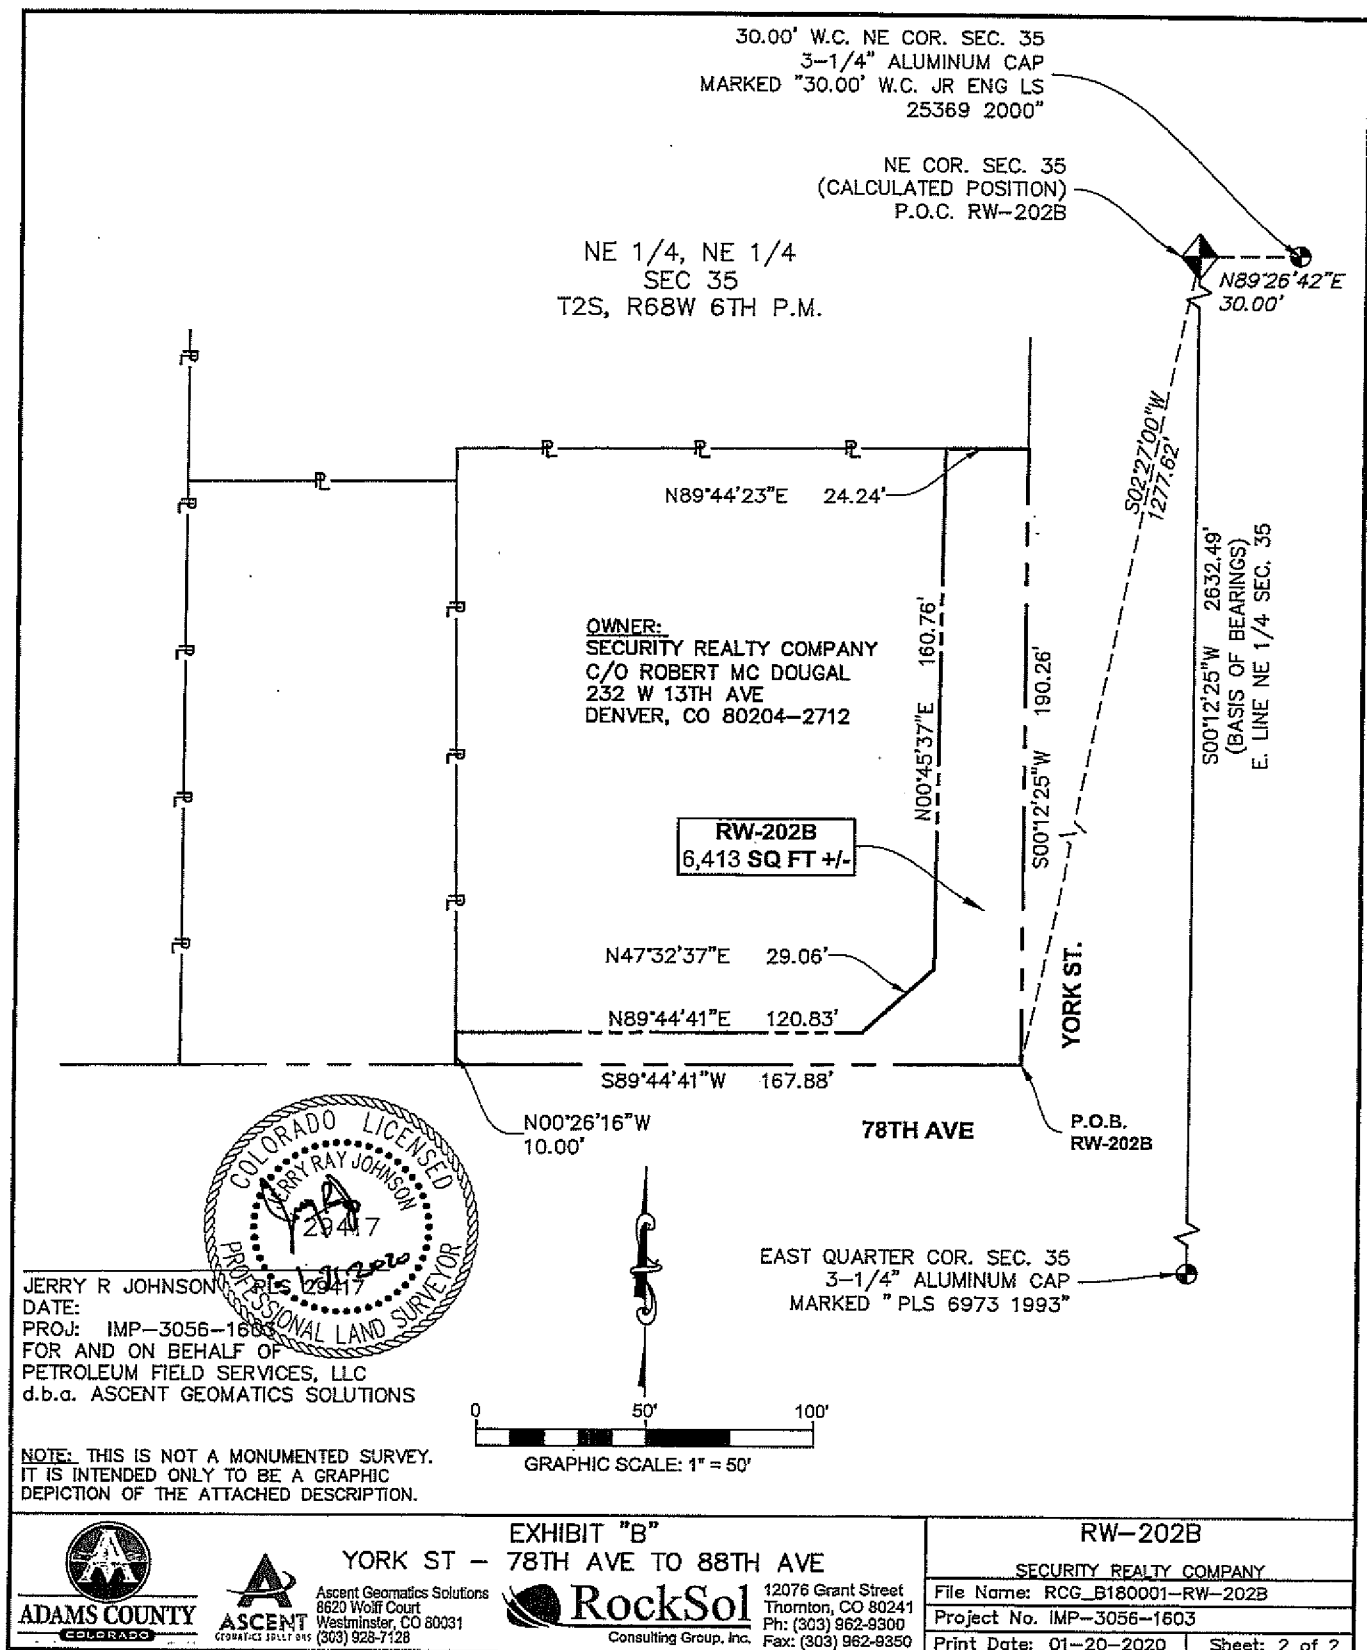 30.00' W.C. NE COR. SEC. 35
3-1/4" ALUMINUM CAP
MARKED "30.00' W.C. JR ENG LS
25369 2000"
NE COR. SEC. 35
(CALCULATED POSITION)
P.O.C. RW-202B
N89°26'42"E
30.00'
NE 1/4, NE 1/4
SEC 35
T2S, R68W 6TH P.M.
S02°27'00"W
1277.62'
S00°12'25"W 2632.49'
(BASIS OF BEARINGS)
E. LINE NE 1/4 SEC. 35
N89°44'23"E 24.24'
OWNER:
SECURITY REALTY COMPANY
C/O ROBERT MC DOUGAL
232 W 13TH AVE
DENVER, CO 80204-2712
N00°45'37"E 160.76'
S00°12'25"W 190.26'
RW-202B
6,413 SQ FT +/-
N47°32'37"E 29.06'
N89°44'41"E 120.83'
S89°44'41"W 167.88'
YORK ST.
N00°26'16"W
10.00'
78TH AVE
P.O.B.
RW-202B
COLORADO LICENSED
JERRY RAY JOHNSON
29417
PROFESSIONAL LAND SURVEYOR
EAST QUARTER COR. SEC. 35
3-1/4" ALUMINUM CAP
MARKED " PLS 6973 1993"
JERRY R JOHNSON PLS 29417
DATE:
PROJ: IMP-3056-1603
FOR AND ON BEHALF OF
PETROLEUM FIELD SERVICES, LLC
d.b.a. ASCENT GEOMATICS SOLUTIONS
0 50' 100'
GRAPHIC SCALE: 1" = 50'
NOTE: THIS IS NOT A MONUMENTED SURVEY.
IT IS INTENDED ONLY TO BE A GRAPHIC
DEPICTION OF THE ATTACHED DESCRIPTION.
EXHIBIT "B"
YORK ST - 78TH AVE TO 88TH AVE
ADAMS COUNTY
COLORADO
ASCENT
GEOMATICS SOLUTIONS
Ascent Geomatics Solutions
8620 Wolff Court
Westminster, CO 80031
(303) 928-7128
RockSol
Consulting Group, Inc.
12076 Grant Street
Thornton, CO 80241
Ph: (303) 962-9300
Fax: (303) 962-9350
RW-202B
SECURITY REALTY COMPANY
File Name: RCG_B180001-RW-202B
Project No. IMP-3056-1603
Print Date: 01-20-2020 | Sheet: 2 of 2